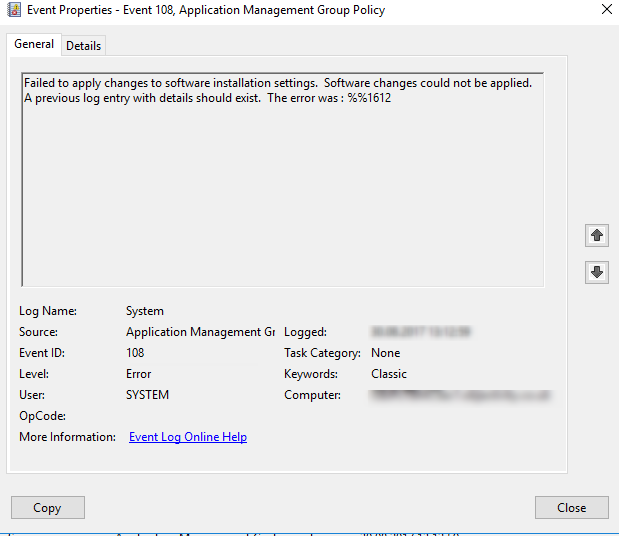 Event Properties - Event 108, Application Management Group Policy
General Details
Failed to apply changes to software installation settings. Software changes could not be applied.
A previous log entry with details should exist. The error was : %%1612
Log Name: System
Source: Application Management Gr Logged:
Event ID: 108 Task Category: None
Level: Error Keywords: Classic
User: SYSTEM Computer:
OpCode:
More Information: Event Log Online Help
Copy Close